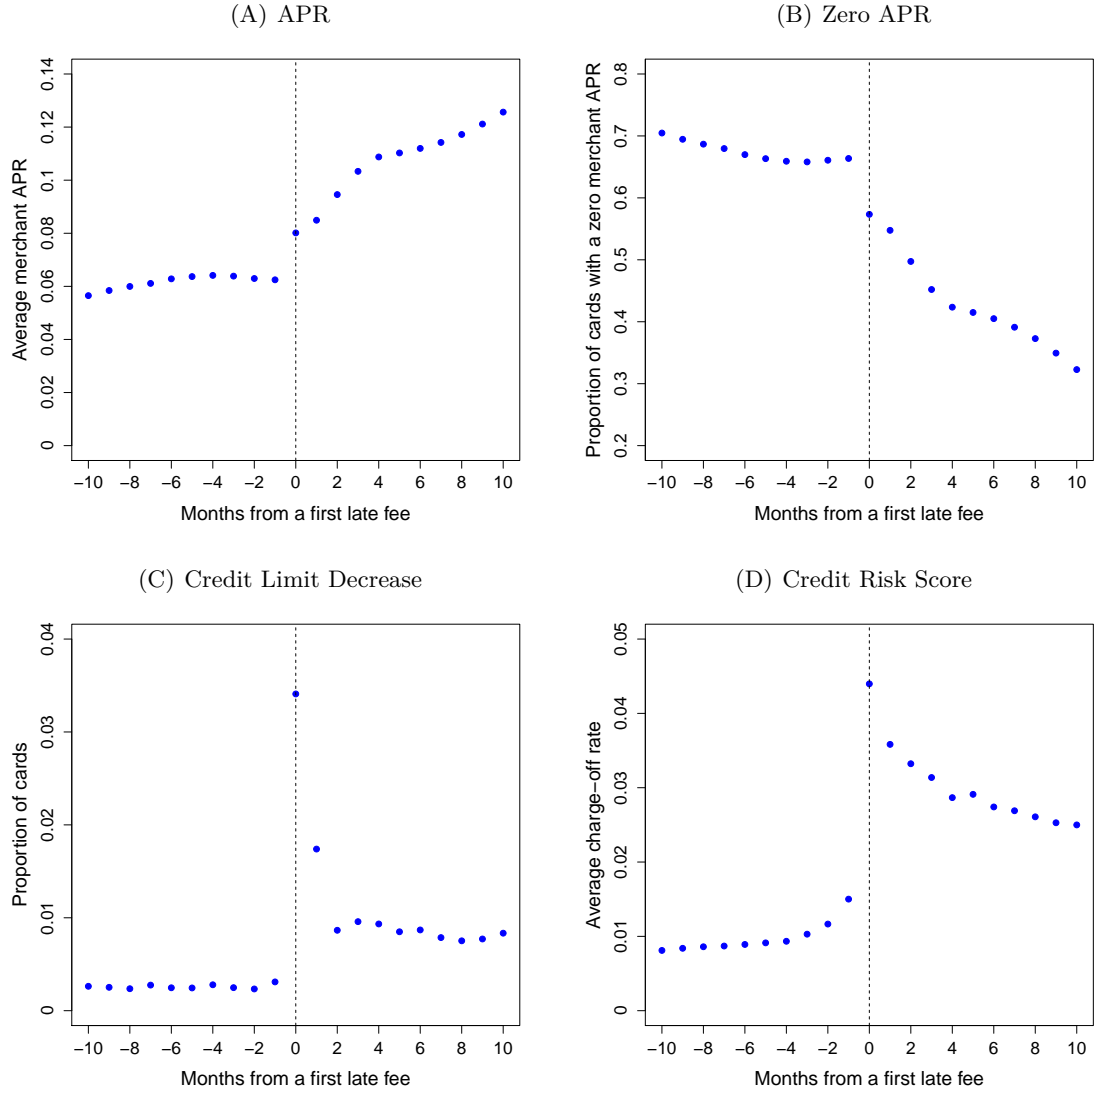 (A) APR
Average merchant APR
0.14
0.12
0.1
0.08
0.06
0.04
0.02
0
−10 −8 −6 −4 −2 0 2 4 6 8 10
Months from a first late fee
(B) Zero APR
Proportion of cards with a zero merchant APR
0.8
0.7
0.6
0.5
0.4
0.3
0.2
−10 −8 −6 −4 −2 0 2 4 6 8 10
Months from a first late fee
(C) Credit Limit Decrease
Proportion of cards
0.04
0.03
0.02
0.01
0
−10 −8 −6 −4 −2 0 2 4 6 8 10
Months from a first late fee
(D) Credit Risk Score
Average charge−off rate
0.05
0.04
0.03
0.02
0.01
0
−10 −8 −6 −4 −2 0 2 4 6 8 10
Months from a first late fee